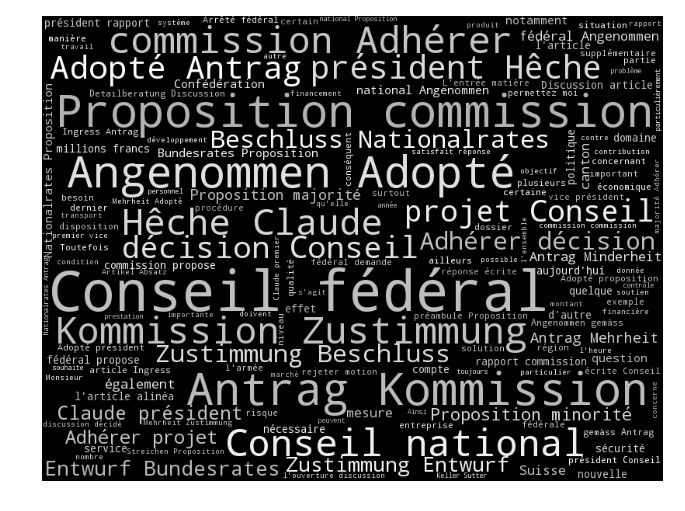 président rapport système Arrêté fédéral certain national Proposition produit notamment situation rapport
manière travail commission Adhérer l'article fédéral Angenommen supplémentaire
Adopté Antrag président Hêche autre partie problème
Confédération L'entrée matière Discussion article
Detailberatung Discussion financement national Angenommen permettez moi particulièrement
Proposition commission
Nationalrates Proposition
Ingress Antrag développement Beschluss Nationalrates contre domaine
millions francs conséquent satisfait réponse politique canton contribution
Bundesrates Proposition concernant
Angenommen Adopté objectif plusieurs important
besoin personnel qu'elle année certaine économique
dernier Mehrheit Adopté Proposition majorité surtout vice président majorité Adhérer
transport procédure projet Conseil
disposition Hêche Claude dossier
premier vice l'ensemble commission commission
Toutefois décision Conseil Adhérer décision
condition Claude premier qualité ailleurs possible Antrag Minderheit
commission propose fédéral demande réponse écrite aujourd'hui donnée
Nationalrates Antrag Artikel Absatz s'agit Adopté proposition contrôle
Conseil fédéral quelque soutien
montant exemple
prestation importante doivent effet préambule Proposition d'autre financière
Kommission Zustimmung niveau Angenommen gemäss
Antrag Mehrheit
Adopté président Zustimmung Beschluss solution région l'heure
fédéral propose rapport commission question
souhaite article Ingress l'armée marché rejeter motion compte toujours particulier écrite Conseil
Monsieur également Antrag Kommission
l'article alinéa concerne
Claude président risque mesure Ainsi Proposition minorité
discussion décidé Mehrheit Zustimmung peuvent entreprise fédérale
Adhérer projet nécessaire gemäss Antrag
service Streichen Proposition Conseil national sécurité
nombre président Conseil
Entwurf Bundesrates Zustimmung Entwurf Suisse nouvelle
l'ouverture discussion Keller Sutter